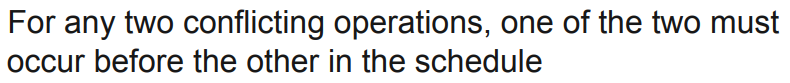 For any two conflicting operations, one of the two must
occur before the other in the schedule